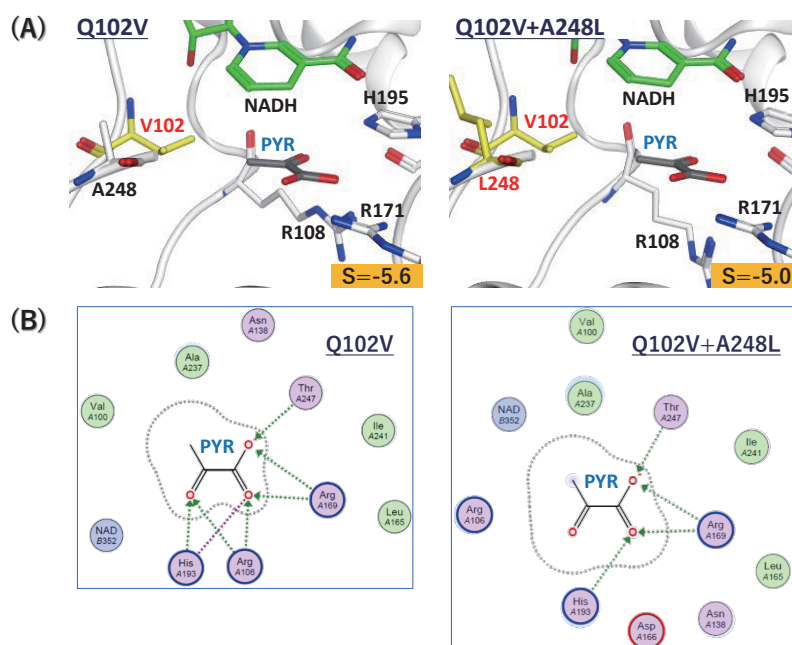 (A)
Q102V
NADH
H195
V102
PYR
A248
R171
R108
S=-5.6
Q102V+A248L
NADH
H195
V102
PYR
L248
R171
R108
S=-5.0
(B)
Q102V
Asn
A138
Ala
A237
Thr
A247
Val
A100
PYR
O
Ile
A241
O
O
Arg
A169
Leu
A165
NAD
B352
His
A193
Arg
A106
Q102V+A248L
Val
A100
Ala
A237
NAD
B352
Thr
A247
PYR
O-
Ile
A241
Arg
A106
O
O
Arg
A169
Leu
A165
His
A193
Asn
A138
Asp
A166